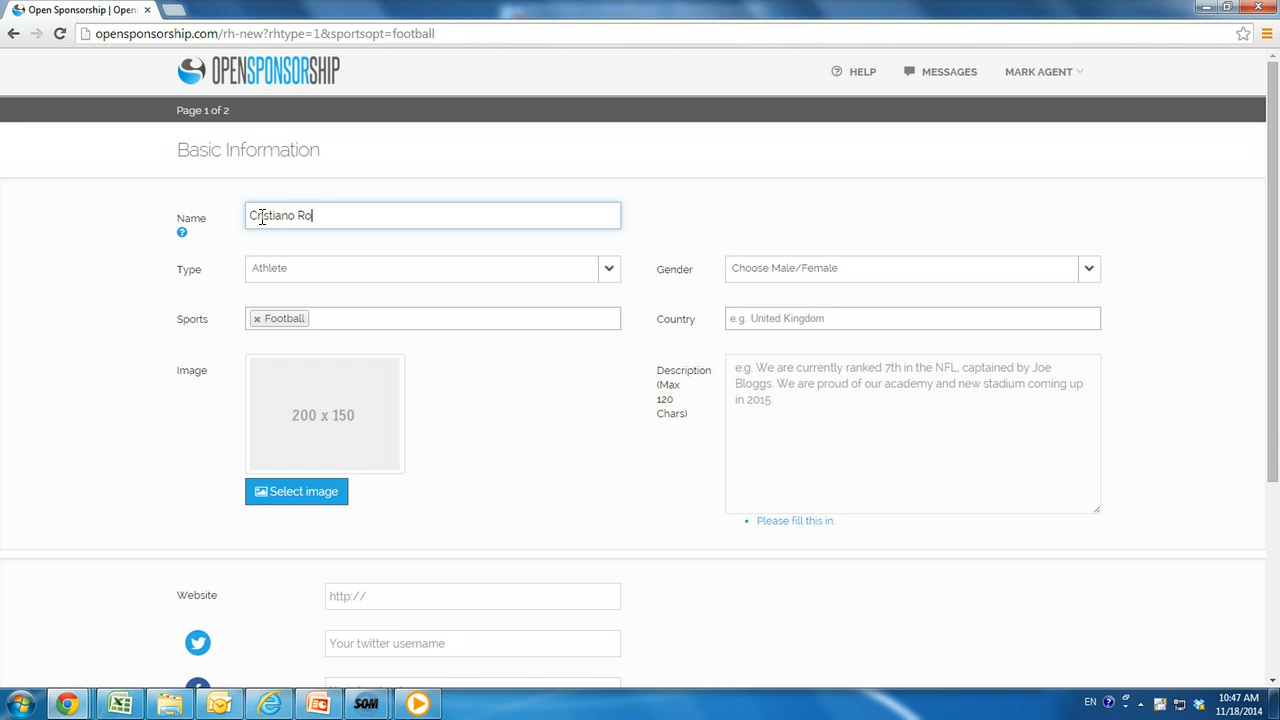 Open Sponsorship | Open
opensponsorship.com/rh-new?rhtype=1&sportsopt=football
OPENSPONSORSHIP
HELP
MESSAGES
MARK AGENT
Page 1 of 2
Basic Information
Name
Cristiano Ro
Type
Athlete
Gender
Choose Male/Female
Sports
Football
Country
e.g. United Kingdom
Image
200 x 150
Select image
Description
(Max
120
Chars)
e.g. We are currently ranked 7th in the NFL, captained by Joe
Bloggs. We are proud of our academy and new stadium coming up
in 2015.
Please fill this in.
Website
http://
Your twitter username
EN
SOM
10:47 AM
11/18/2014